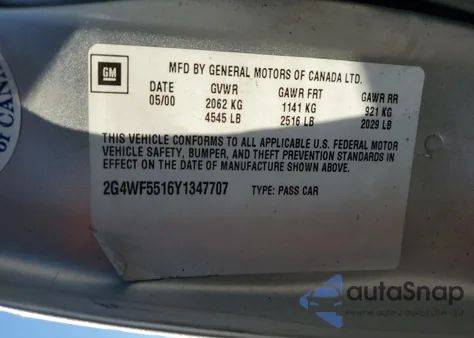 of CAN
GM
MFD BY GENERAL MOTORS OF CANADA LTD.
DATE GVWR GAWR FRT GAWR RR
05/00 2062 KG 1141 KG 921 KG
4545 LB 2516 LB 2029 LB
THIS VEHICLE CONFORMS TO ALL APPLICABLE U.S. FEDERAL MOTOR
VEHICLE SAFETY, BUMPER, AND THEFT PREVENTION STANDARDS IN
EFFECT ON THE DATE OF MANUFACTURE SHOWN ABOVE.
2G4WF5516Y1347707 TYPE: PASS CAR
autoSnap